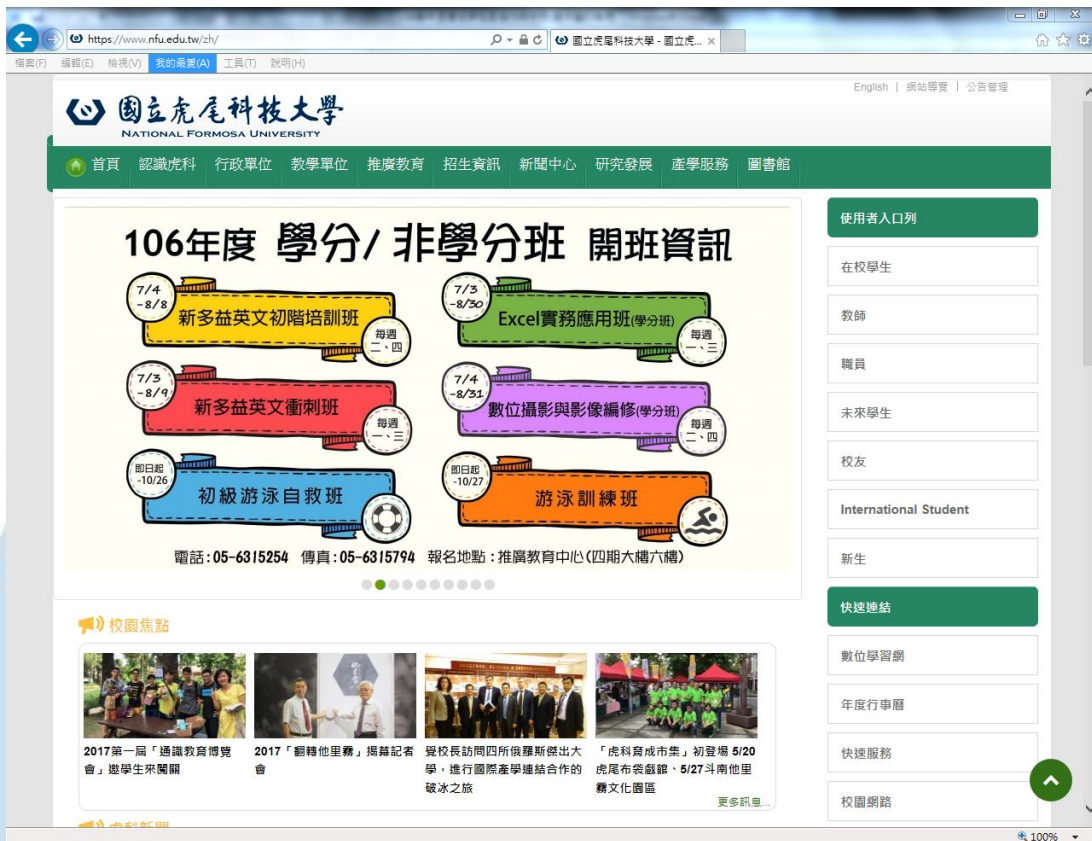 https://www.nfu.edu.tw/zh/
國立虎尾科技大學 - 國立虎...
檔案(F) 編輯(E) 檢視(V) 我的最愛(A) 工具(T) 說明(H)
English | 網站導覽 | 公告管理
國立虎尾科技大學
NATIONAL FORMOSA UNIVERSITY
首頁 認識虎科 行政單位 教學單位 推廣教育 招生資訊 新聞中心 研究發展 產學服務 圖書館
106年度 學分/非學分班 開班資訊
7/4
-8/8
新多益英文初階培訓班
每週
二、四
7/3
-8/30
Excel實務應用班(學分班)
每週
一、三
7/3
-8/9
新多益英文衝刺班
每週
一、三
7/4
-8/31
數位攝影與影像編修(學分班)
每週
二、四
即日起
-10/26
初級游泳自救班
即日起
-10/27
游泳訓練班
電話:05-6315254 傳真:05-6315794 報名地點:推廣教育中心(四期大樓六樓)
校園焦點
2017第一屆「通識教育博覽
會」邀學生來闖關
2017「翻轉他里霧」揭幕記者
會
覺校長訪問四所俄羅斯傑出大
學,進行國際產學連結合作的
破冰之旅
「虎科育成市集」初登場 5/20
虎尾布袋戲館、5/27斗南他里
霧文化園區
更多訊息...
使用者入口列
在校學生
教師
職員
未來學生
校友
International Student
新生
快速連結
數位學習網
年度行事曆
快速服務
校園網路
100%